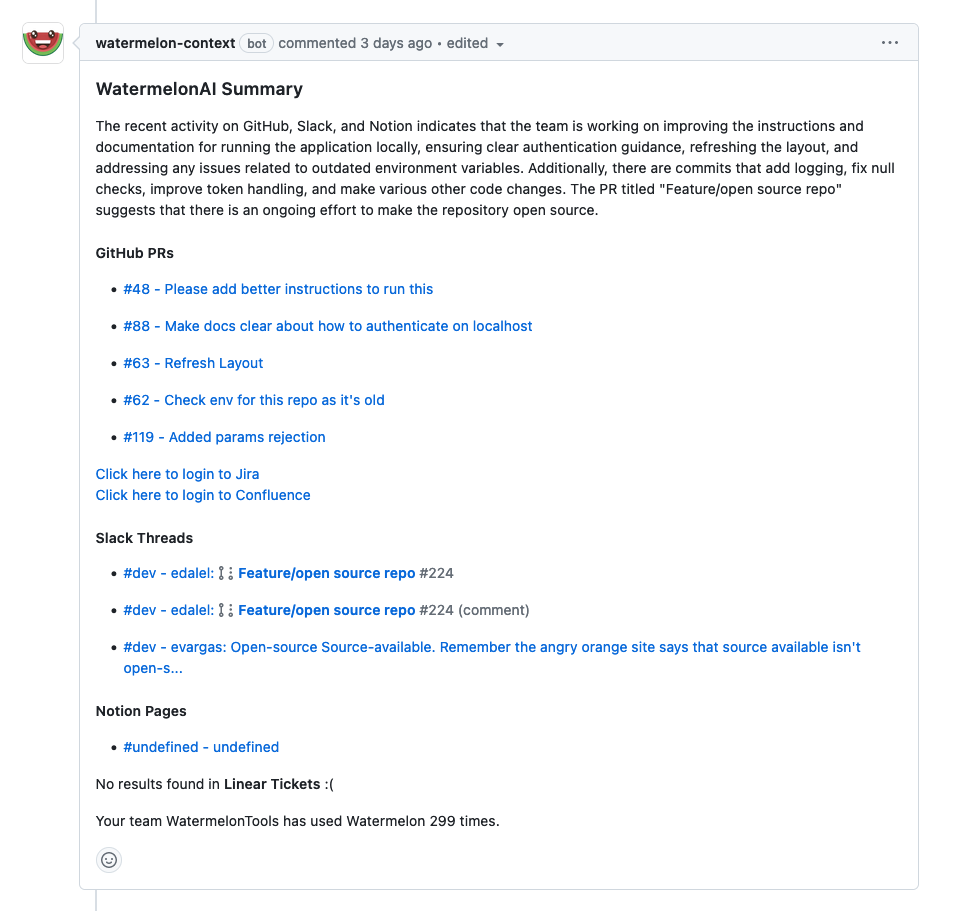 watermelon-context bot commented 3 days ago • edited
WatermelonAI Summary
The recent activity on GitHub, Slack, and Notion indicates that the team is working on improving the instructions and
documentation for running the application locally, ensuring clear authentication guidance, refreshing the layout, and
addressing any issues related to outdated environment variables. Additionally, there are commits that add logging, fix null
checks, improve token handling, and make various other code changes. The PR titled "Feature/open source repo"
suggests that there is an ongoing effort to make the repository open source.
GitHub PRs
• #48 - Please add better instructions to run this
• #88 - Make docs clear about how to authenticate on localhost
• #63 - Refresh Layout
• #62 - Check env for this repo as it's old
• #119 - Added params rejection
Click here to login to Jira
Click here to login to Confluence
Slack Threads
• #dev - edalel: Feature/open source repo #224
• #dev - edalel: Feature/open source repo #224 (comment)
• #dev - evargas: Open-source Source-available. Remember the angry orange site says that source available isn't
open-s...
Notion Pages
• #undefined - undefined
No results found in Linear Tickets :(
Your team WatermelonTools has used Watermelon 299 times.